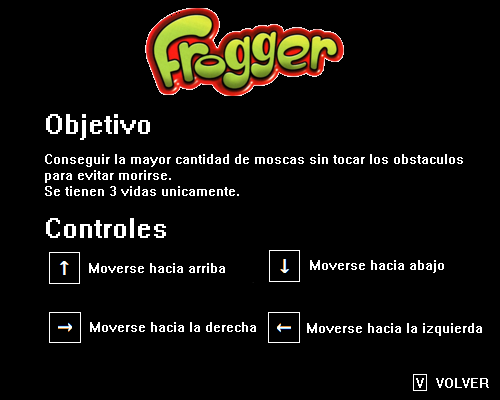 Frogger
Objetivo
Conseguir la mayor cantidad de moscas sin tocar los obstaculos
para evitar morirse.
Se tienen 3 vidas unicamente.
Controles
↑ Moverse hacia arriba
↓ Moverse hacia abajo
→ Moverse hacia la derecha
← Moverse hacia la izquierda
V VOLVER